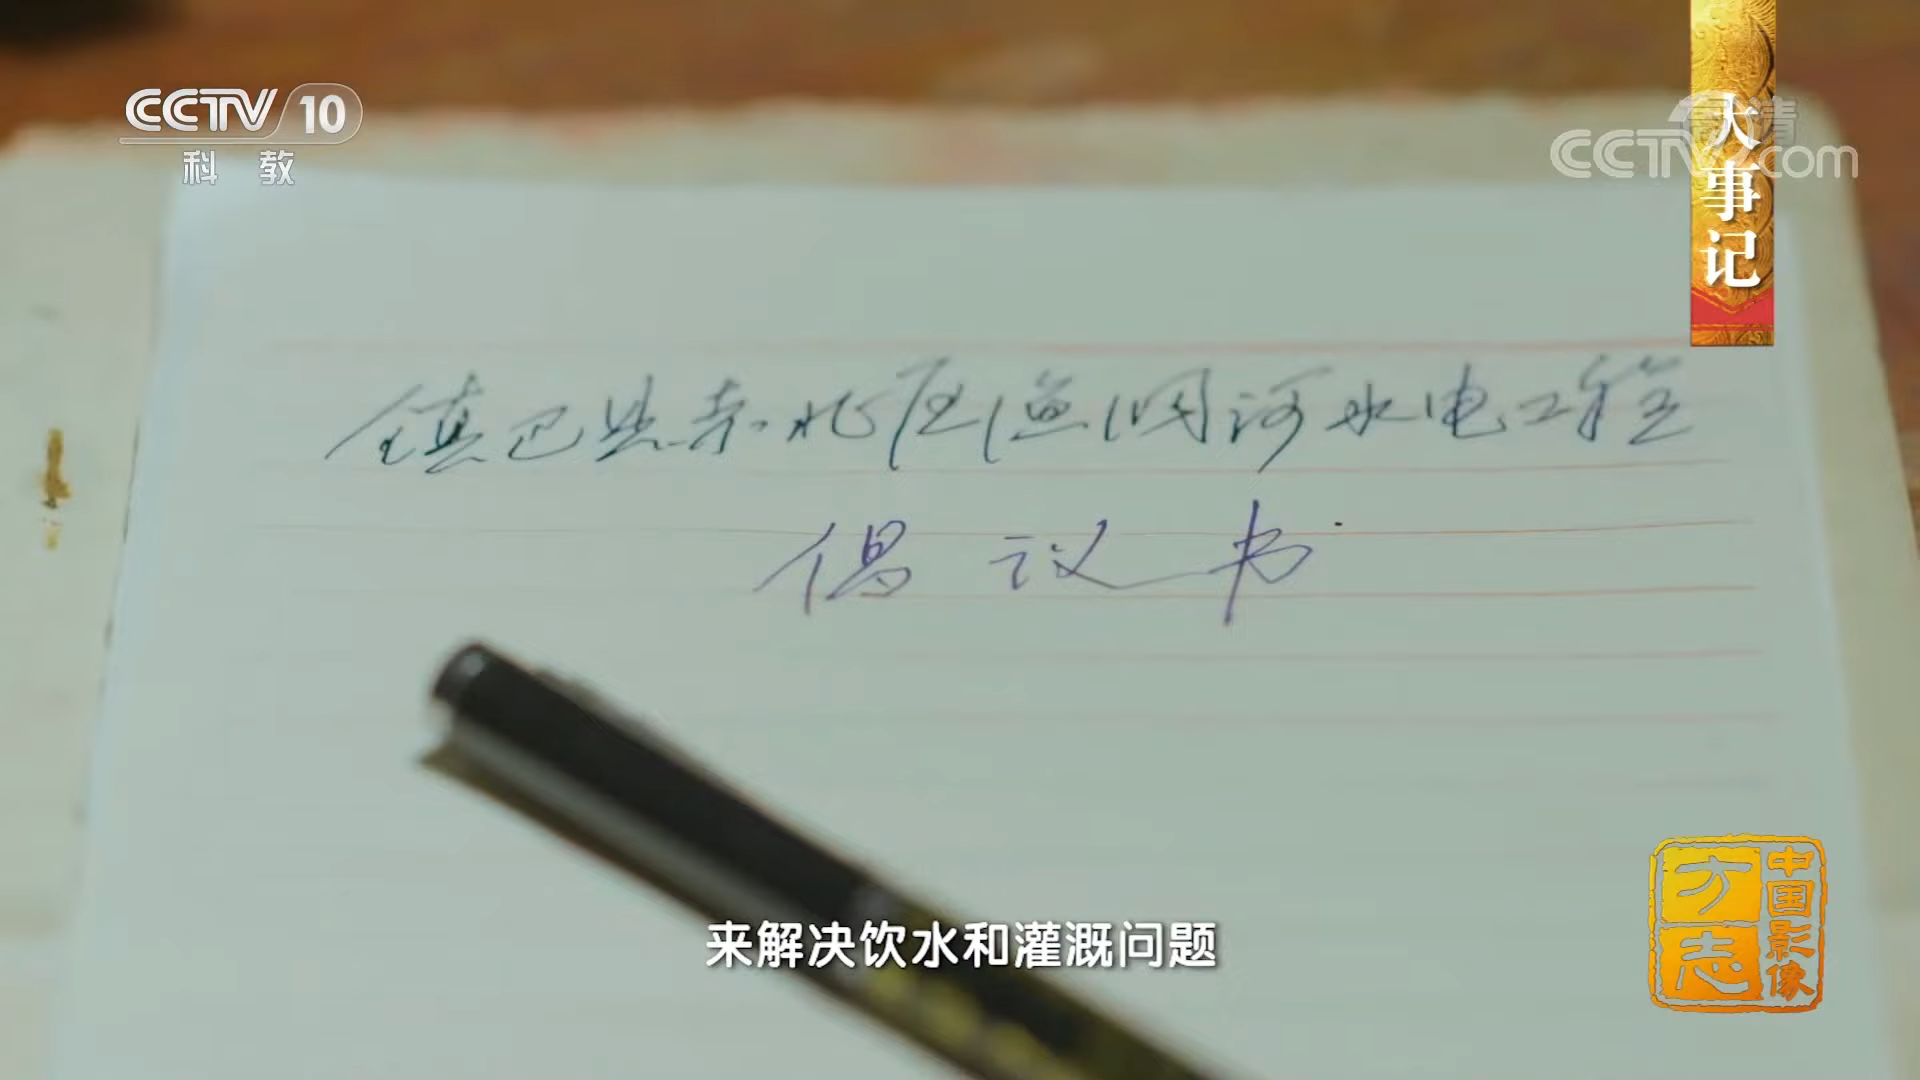 CCTV 10
科教
高清
CCTV.com
大事记
镇巴县赤北区渔洞河水电工程
倡议书
中国影像
方志
来解决饮水和灌溉问题